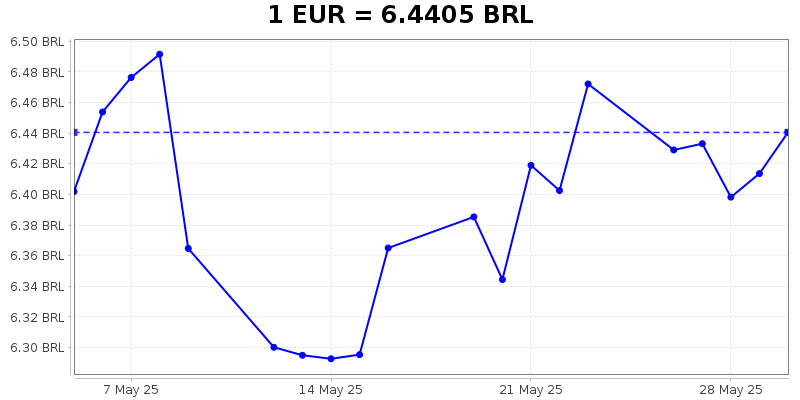 1 EUR = 6.4405 BRL
6.50 BRL
6.48 BRL
6.46 BRL
6.44 BRL
6.42 BRL
6.40 BRL
6.38 BRL
6.36 BRL
6.34 BRL
6.32 BRL
6.30 BRL
7 May 25
14 May 25
21 May 25
28 May 25